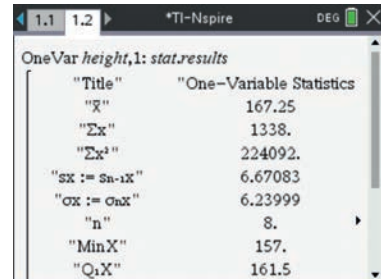 1.1 1.2 *TI-Nspire DEG
OneVar height,1: stat.results
"Title" "One-Variable Statistics
"x̄" 167.25
"Σx" 1338.
"Σx²" 224092.
"sx := sn-1x" 6.67083
"σx := σnx" 6.23999
"n" 8.
"MinX" 157.
"Q₁X" 161.5